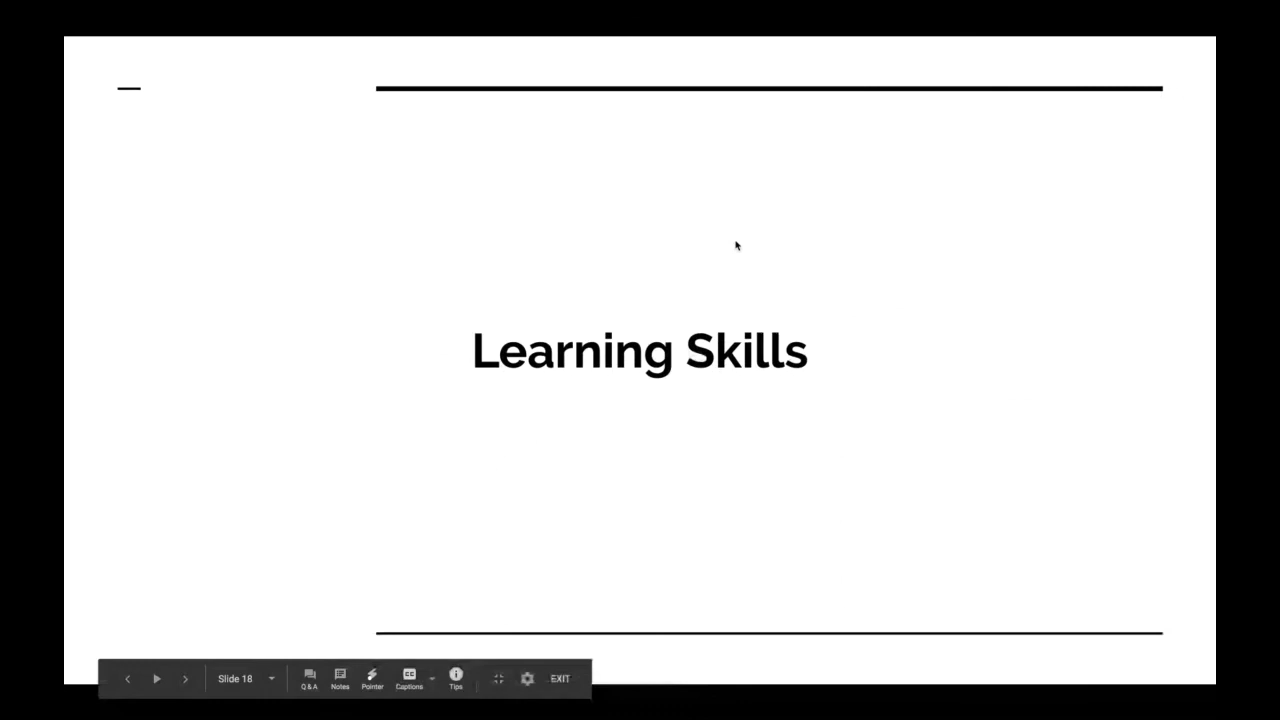 Learning Skills
Slide 18
Q & A
Notes
Pointer
Captions
Tips
EXIT